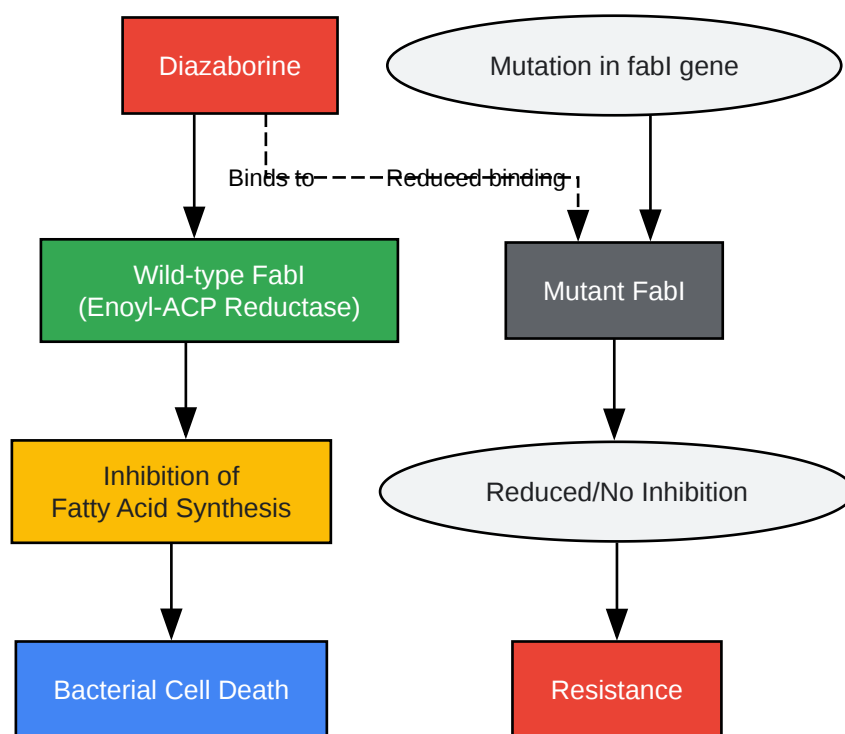 Diazaborine
Mutation in fabI gene
Binds to
Reduced binding
Wild-type FabI
(Enoyl-ACP Reductase)
Mutant FabI
Inhibition of
Fatty Acid Synthesis
Reduced/No Inhibition
Bacterial Cell Death
Resistance